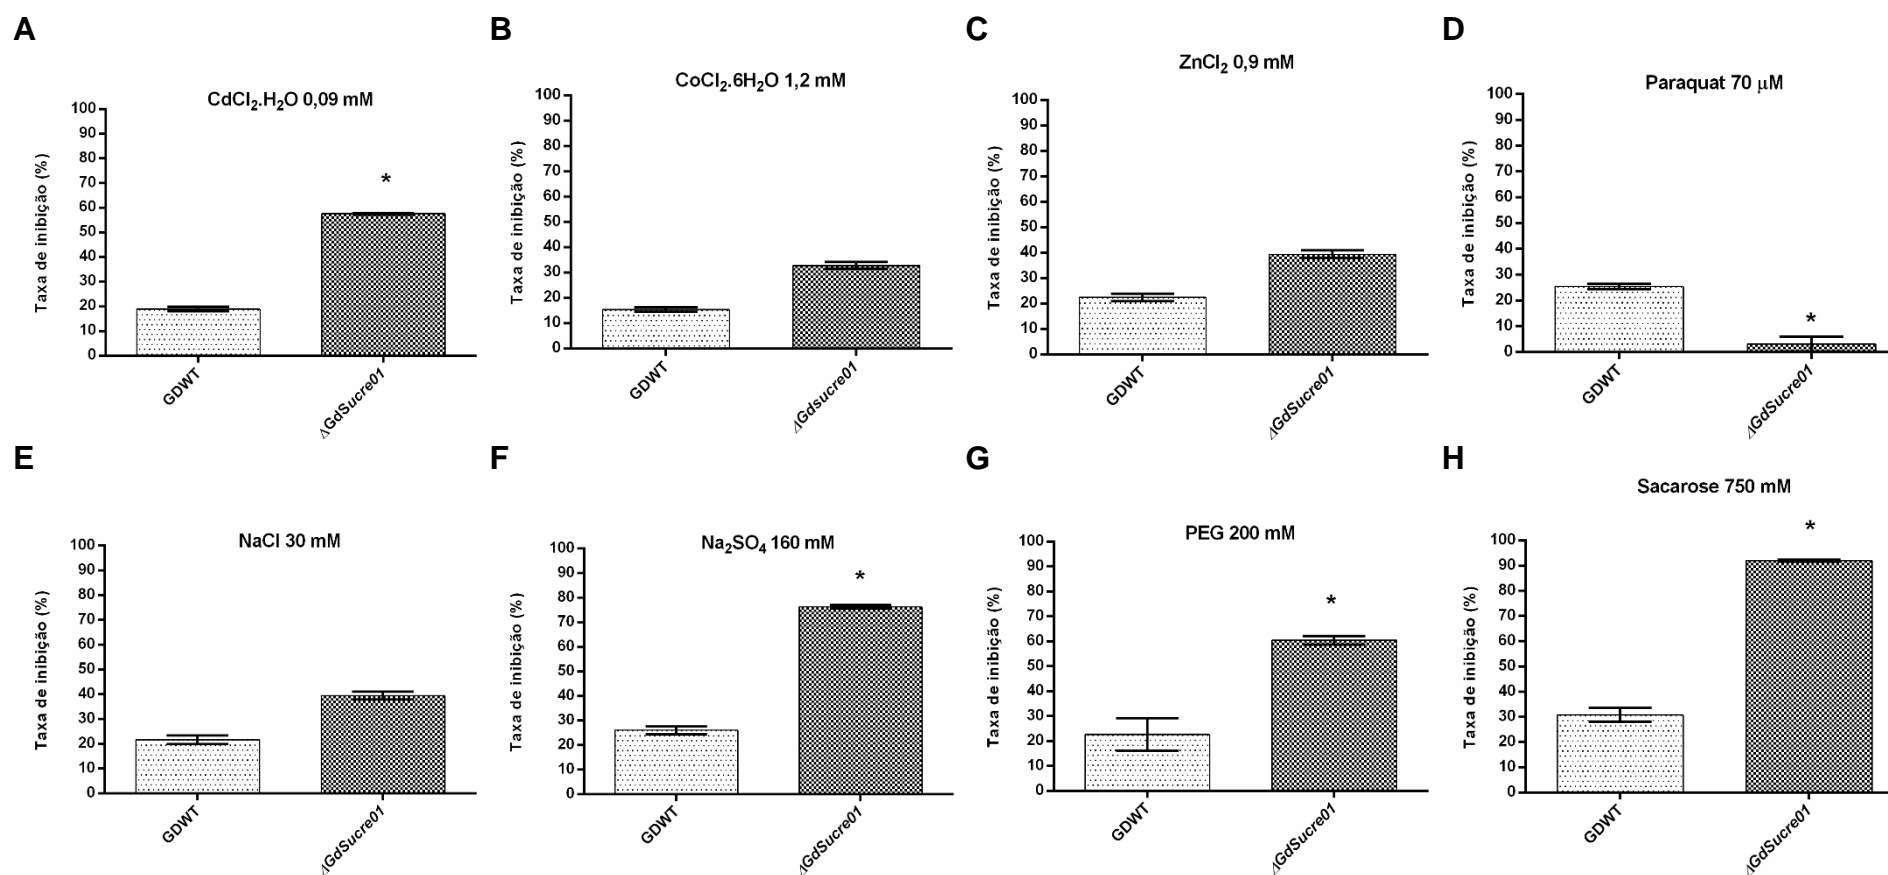 A
CdCl2.H2O 0,09 mM
Taxa de inibição (%)
100
90
80
70
60
50
40
30
20
10
0
*
GDWT
ΔGdSucre01
B
CoCl2.6H2O 1,2 mM
Taxa de inibição (%)
100
90
80
70
60
50
40
30
20
10
0
GDWT
ΔGdsucre01
C
ZnCl2 0,9 mM
Taxa de inibição (%)
100
90
80
70
60
50
40
30
20
10
0
GDWT
ΔGdSucre01
D
Paraquat 70 µM
Taxa de inibição (%)
100
90
80
70
60
50
40
30
20
10
0
*
GDWT
ΔGdSucre01
E
NaCl 30 mM
Taxa de inibição (%)
100
90
80
70
60
50
40
30
20
10
0
GDWT
ΔGdSucre01
F
Na2SO4 160 mM
Taxa de inibição (%)
100
90
80
70
60
50
40
30
20
10
0
*
GDWT
ΔGdSucre01
G
PEG 200 mM
Taxa de inibição (%)
100
90
80
70
60
50
40
30
20
10
0
*
GDWT
ΔGdSucre01
H
Sacarose 750 mM
Taxa de inibição (%)
100
90
80
70
60
50
40
30
20
10
0
*
GDWT
ΔGdSucre01